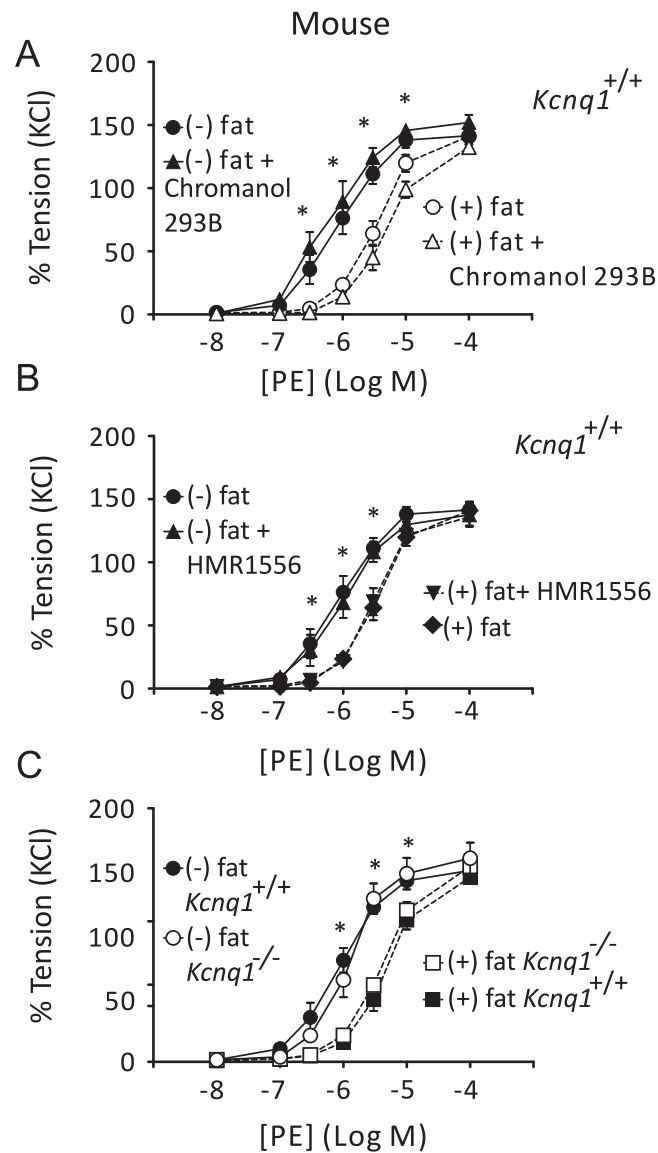 Mouse
A
Kcnq1+/+
% Tension (KCl)
200
150
100
50
0
(-) fat
(-) fat +
Chromanol
293B
* * * *
(+) fat
(+) fat +
Chromanol 293B
-8 -7 -6 -5 -4
[PE] (Log M)
B
Kcnq1+/+
% Tension (KCl)
200
150
100
50
0
(-) fat
(-) fat +
HMR1556
* * *
(+) fat+ HMR1556
(+) fat
-8 -7 -6 -5 -4
[PE] (Log M)
C
% Tension (KCl)
200
150
100
50
0
(-) fat
Kcnq1+/+
(-) fat
Kcnq1-/-
* * *
(+) fat Kcnq1-/-
(+) fat Kcnq1+/+
-8 -7 -6 -5 -4
[PE] (Log M)